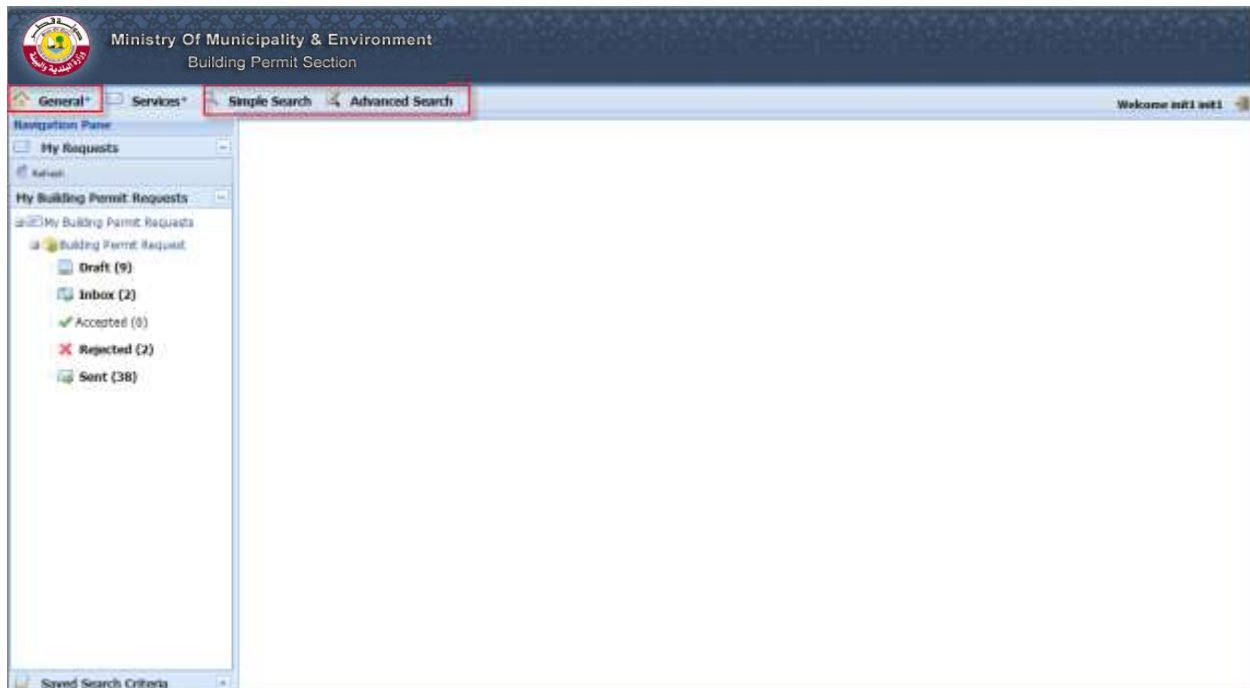 Ministry Of Municipality & Environment
Building Permit Section
General
Services
Simple Search
Advanced Search
Welcome init1 init1
Navigation Pane
My Requests
Refresh
My Building Permit Requests
My Building Permit Requests
Building Permit Request
Draft (9)
Inbox (2)
Accepted (0)
Rejected (2)
Sent (38)
Saved Search Criteria